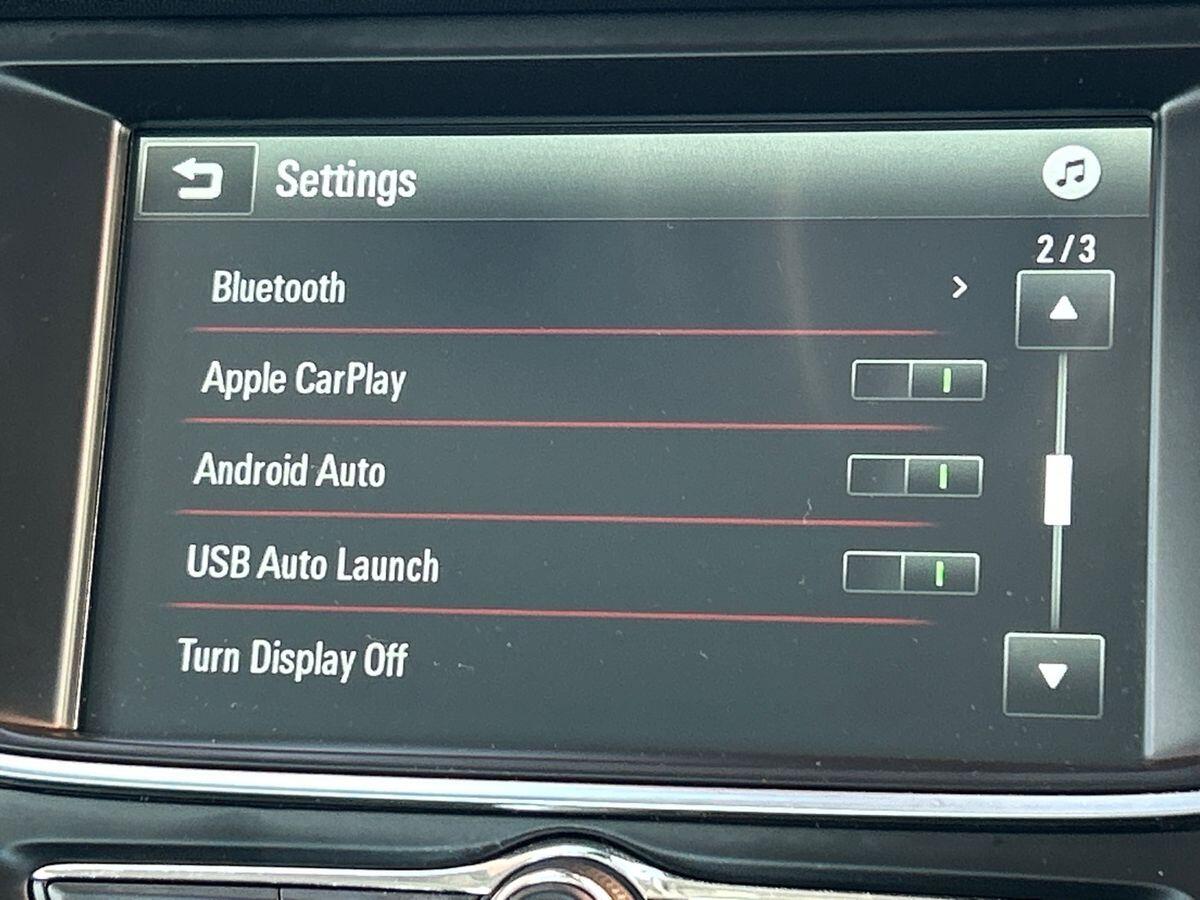 Settings
2/3
Bluetooth
Apple CarPlay
Android Auto
USB Auto Launch
Turn Display Off